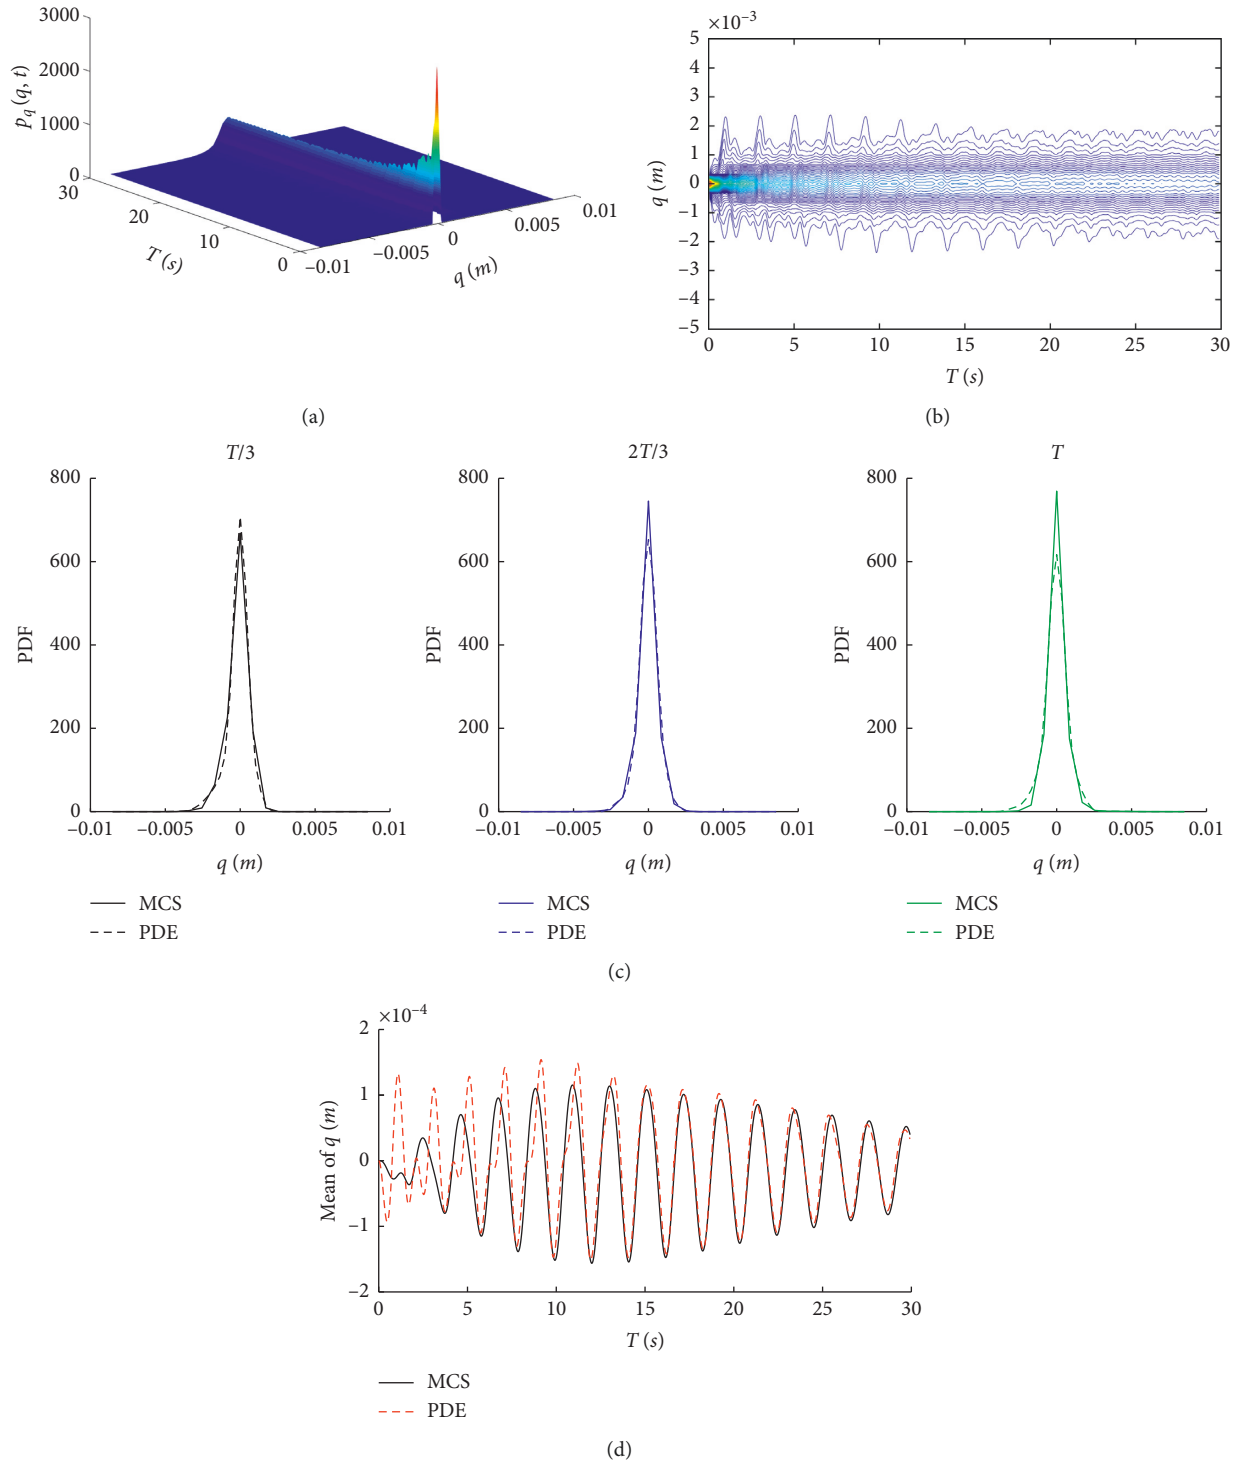 3000
2000
1000
0
p_q (q, t)
30
20
10
0
T (s)
–0.01
–0.005
0
0.005
0.01
q (m)
(a)
×10–3
5
4
3
2
1
0
–1
–2
–3
–4
–5
q (m)
0 5 10 15 20 25 30
T (s)
(b)
T/3
800
600
400
200
0
PDF
–0.01 –0.005 0 0.005 0.01
q (m)
MCS
PDE
2T/3
800
600
400
200
0
PDF
–0.01 –0.005 0 0.005 0.01
q (m)
MCS
PDE
T
800
600
400
200
0
PDF
–0.01 –0.005 0 0.005 0.01
q (m)
MCS
PDE
(c)
×10–4
2
1
0
–1
–2
Mean of q (m)
0 5 10 15 20 25 30
T (s)
MCS
PDE
(d)